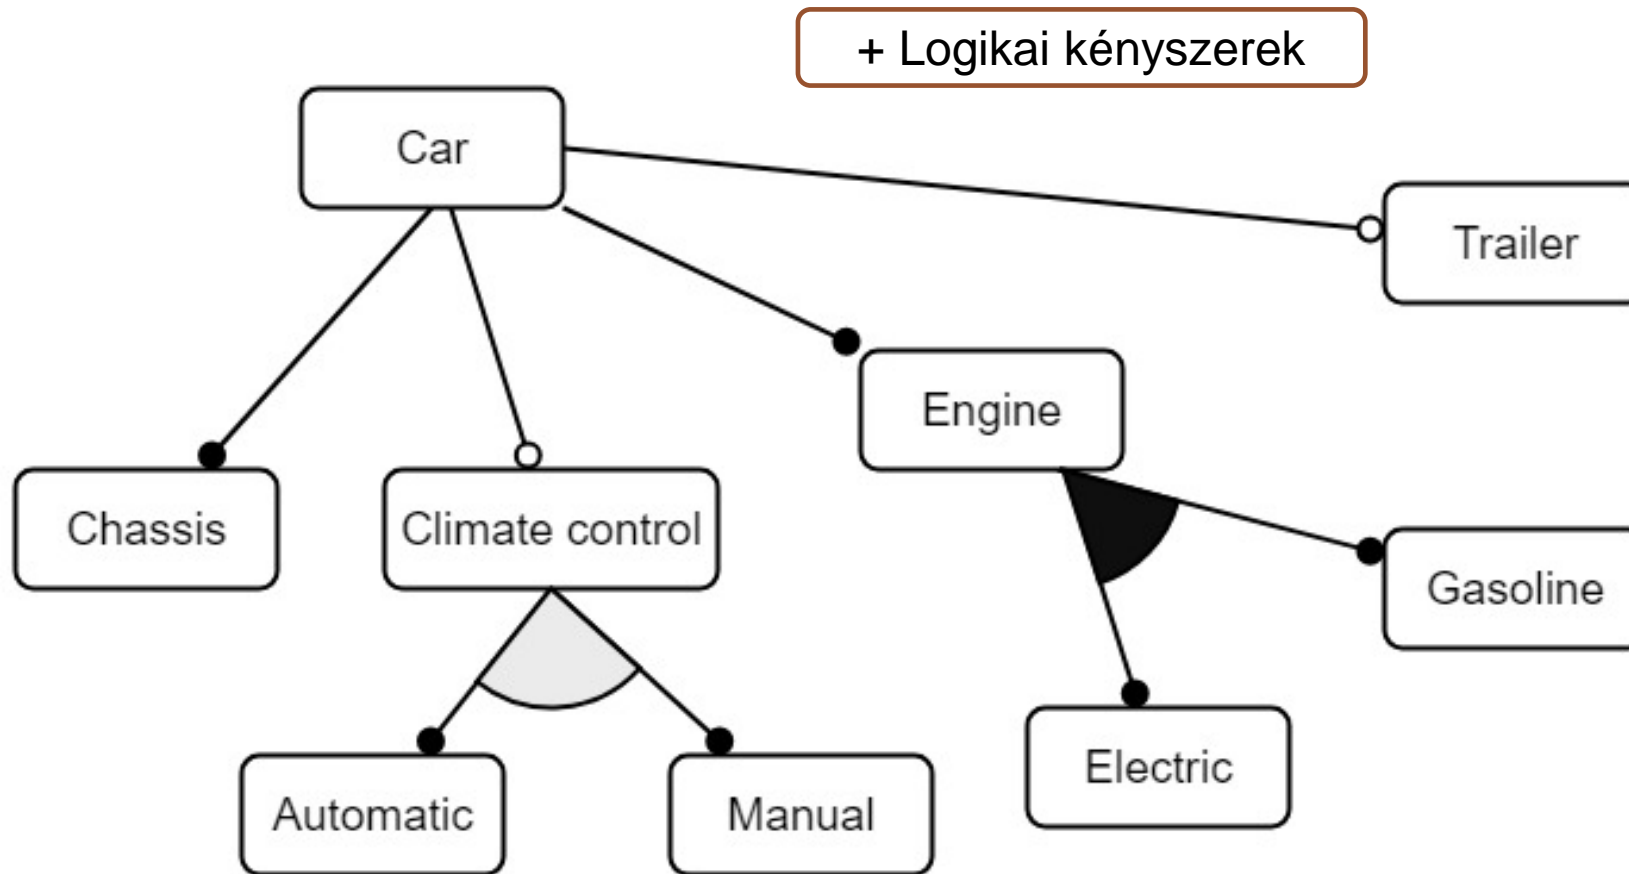 + Logikai kényszerek
Car
Trailer
Engine
Chassis
Climate control
Gasoline
Electric
Automatic
Manual